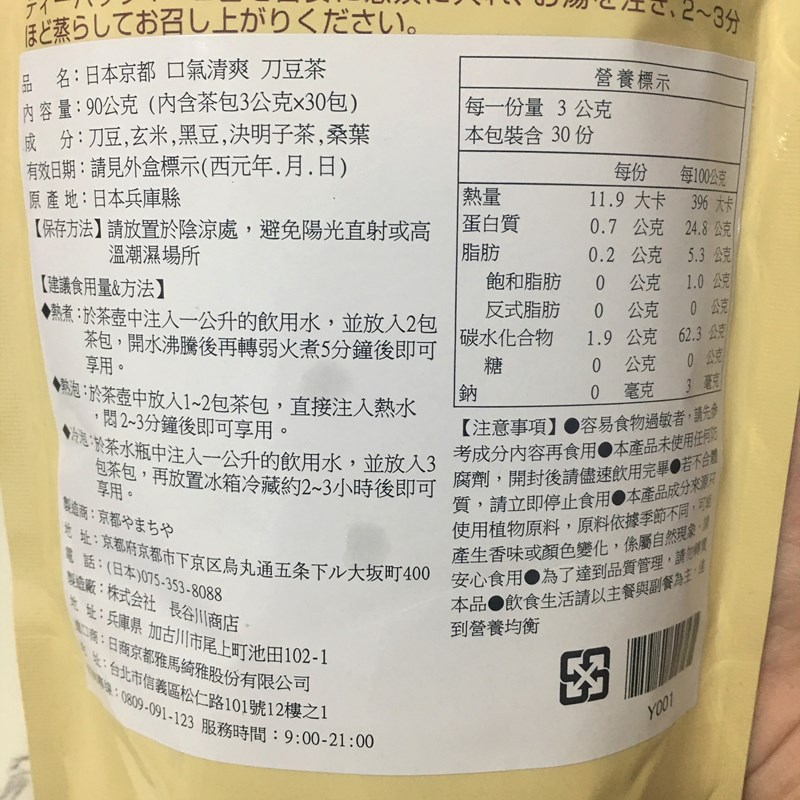 ほど蒸らしてお召し上がりください。
品 名：日本京都 口氣清爽 刀豆茶
內容量：90公克 (內含茶包3公克x30包)
成 分：刀豆,玄米,黑豆,決明子茶,桑葉
有效日期：請見外盒標示(西元年.月.日)
原產地：日本兵庫縣
【保存方法】請放置於陰涼處，避免陽光直射或高
溫潮濕場所
【建議食用量&方法】
◆熱煮：於茶壺中注入一公升的飲用水，並放入2包
茶包，開水沸騰後再轉弱火煮5分鐘後即可
享用。
◆熱泡：於茶壺中放入1~2包茶包，直接注入熱水
，悶2~3分鐘後即可享用。
◆冷泡：於茶水瓶中注入一公升的飲用水，並放入3
包茶包，再放置冰箱冷藏約2~3小時後即可
享用。
製造商：京都やまちや
地 址：京都府京都市下京区烏丸通五条下ル大坂町400
電 話：(日本)075-353-8088
製造廠：株式会社 長谷川商店
地 址：兵庫県 加古川市尾上町池田102-1
口商：日商京都雅馬綺雅股份有限公司
址：台北市信義區松仁路101號12樓之1
：0809-091-123 服務時間：9:00-21:00
營養標示
每一份量 3 公克
本包裝含 30 份
每份 每100公克
熱量 11.9 大卡 396 大卡
蛋白質 0.7 公克 24.8 公克
脂肪 0.2 公克 5.3 公克
飽和脂肪 0 公克 1.0 公克
反式脂肪 0 公克 0 公克
碳水化合物 1.9 公克 62.3 公克
糖 0 公克 0 公克
鈉 0 毫克 3 毫克
【注意事項】●容易食物過敏者，請先參
考成分內容再食用●本產品未使用任何防
腐劑，開封後請儘速飲用完畢●若不合體
質，請立即停止食用●本產品成分來源只
使用植物原料，原料依據季節不同，可能
產生香味或顏色變化，係屬自然現象，請
安心食用●為了達到品質管理，請勿轉賣
本品●飲食生活請以主餐與副餐為主，達
到營養均衡
Y001